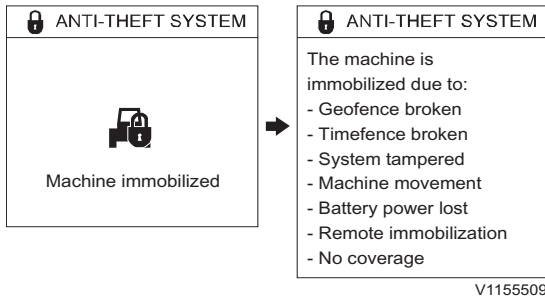 ANTI-THEFT SYSTEM
Machine immobilized
ANTI-THEFT SYSTEM
The machine is
immobilized due to:
- Geofence broken
- Timefence broken
- System tampered
- Machine movement
- Battery power lost
- Remote immobilization
- No coverage
V1155509